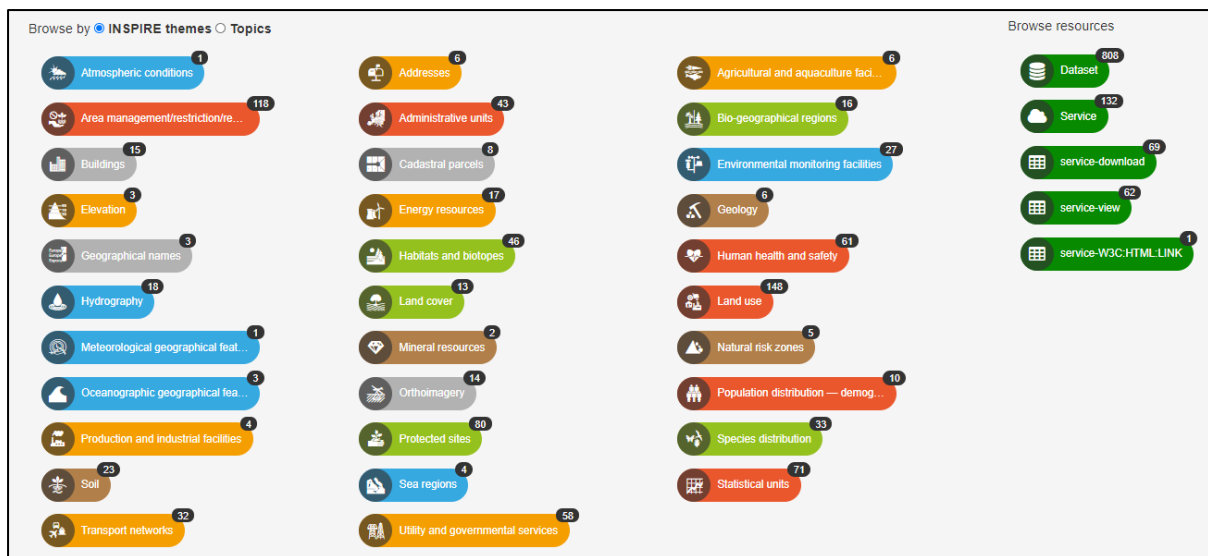 Browse by INSPIRE themes Topics
Browse resources
1
Atmospheric conditions
6
Addresses
6
Agricultural and aquaculture faci...
808
Dataset
118
Area management/restriction/re...
43
Administrative units
16
Bio-geographical regions
132
Service
15
Buildings
8
Cadastral parcels
27
Environmental monitoring facilities
69
service-download
3
Elevation
17
Energy resources
6
Geology
62
service-view
3
Geographical names
46
Habitats and biotopes
61
Human health and safety
1
service-W3C:HTML:LINK
18
Hydrography
13
Land cover
148
Land use
1
Meteorological geographical feat...
2
Mineral resources
5
Natural risk zones
3
Oceanographic geographical fea...
14
Orthoimagery
10
Population distribution — demog...
4
Production and industrial facilities
80
Protected sites
33
Species distribution
23
Soil
4
Sea regions
71
Statistical units
32
Transport networks
58
Utility and governmental services